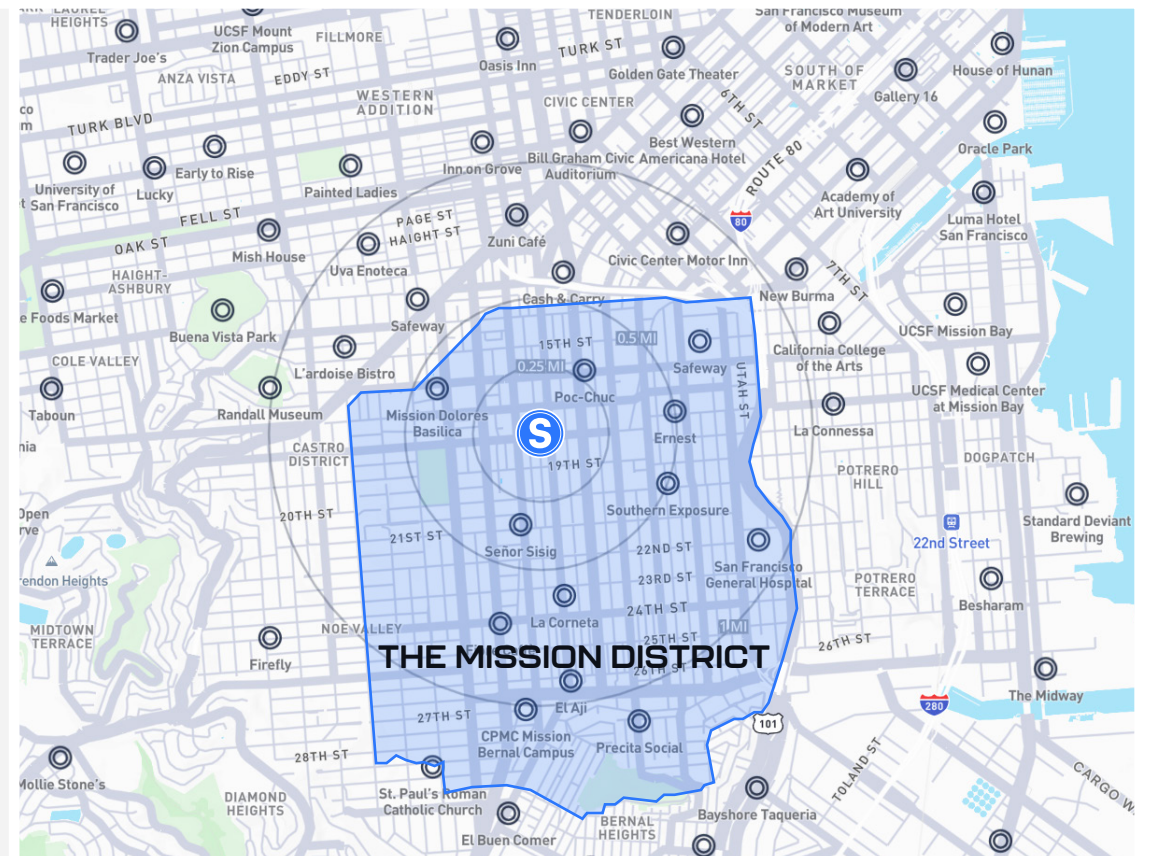 HEIGHTS
Trader Joe's
UCSF Mount
Zion Campus
FILLMORE
Oasis Inn
TURK ST
TENDERLOIN
Golden Gate Theater
San Francisco Museum
of Modern Art
SOUTH OF
MARKET
Gallery 16
House of Hunan
ANZA VISTA
EDDY ST
WESTERN
ADDITION
CIVIC CENTER
6TH ST
TURK BLVD
Early to Rise
Lucky
University of
San Francisco
Painted Ladies
Inn on Grove
Bill Graham Civic
Auditorium
Best Western
Americana Hotel
ROUTE 80
Oracle Park
Academy of
Art University
Luma Hotel
San Francisco
FELL ST
OAK ST
PAGE ST
HAIGHT ST
Mish House
Uva Enoteca
Zuni Café
Civic Center Motor Inn
80
7TH ST
HAIGHT-
ASHBURY
e Foods Market
Buena Vista Park
Safeway
Cash & Carry
New Burma
UCSF Mission Bay
California College
of the Arts
COLE VALLEY
L'ardoise Bistro
15TH ST
0.5 MI
0.25 MI
Safeway
UTAH ST
UCSF Medical Center
at Mission Bay
Taboun
Randall Museum
Mission Dolores
Basilica
Poc-Chuc
Ernest
La Connessa
S
CASTRO
DISTRICT
19TH ST
POTRERO
HILL
DOGPATCH
20TH ST
Southern Exposure
Standard Deviant
Brewing
21ST ST
Señor Sisig
22ND ST
22nd Street
San Francisco
General Hospital
23RD ST
POTRERO
TERRACE
Besharam
24TH ST
La Corneta
MIDTOWN
TERRACE
NOE VALLEY
Firefly
25TH ST
1 MI
26TH ST
THE MISSION DISTRICT
26TH ST
El Aji
The Midway
280
27TH ST
CPMC Mission
Bernal Campus
Precita Social
101
28TH ST
Mollie Stone's
St. Paul's Roman
Catholic Church
DIAMOND
HEIGHTS
El Buen Comer
BERNAL
HEIGHTS
Bayshore Taqueria
TOLAND ST
CARGO W